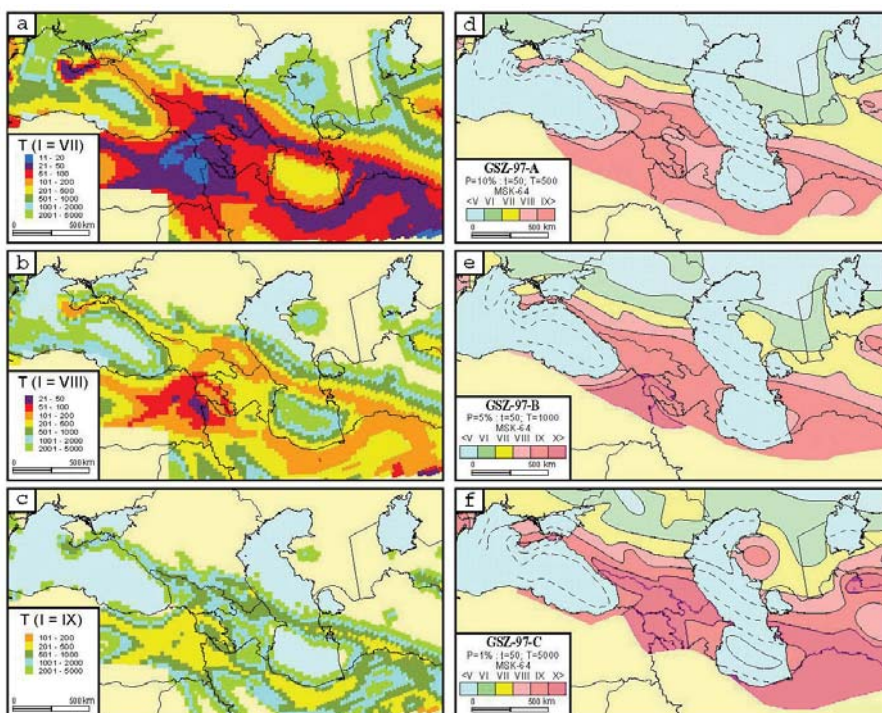 a
T (I = VII)
11 - 20
21 - 50
51 - 100
101 - 200
201 - 500
501 - 1000
1001 - 2000
2001 - 5000
0 500 km
b
T (I = VIII)
21 - 50
51 - 100
101 - 200
201 - 500
501 - 1000
1001 - 2000
2001 - 5000
0 500 km
c
T (I = IX)
101 - 200
201 - 500
501 - 1000
1001 - 2000
2001 - 5000
0 500 km
d
GSZ-97-A
P=10% : t=50; T=500
MSK-64
<V VI VII VIII IX>
0 500 km
e
GSZ-97-B
P=5% : t=50; T=1000
MSK-64
<V VI VII VIII IX X>
0 500 km
f
GSZ-97-C
P=1% : t=50; T=5000
MSK-64
<V VI VII VIII IX X>
0 500 km